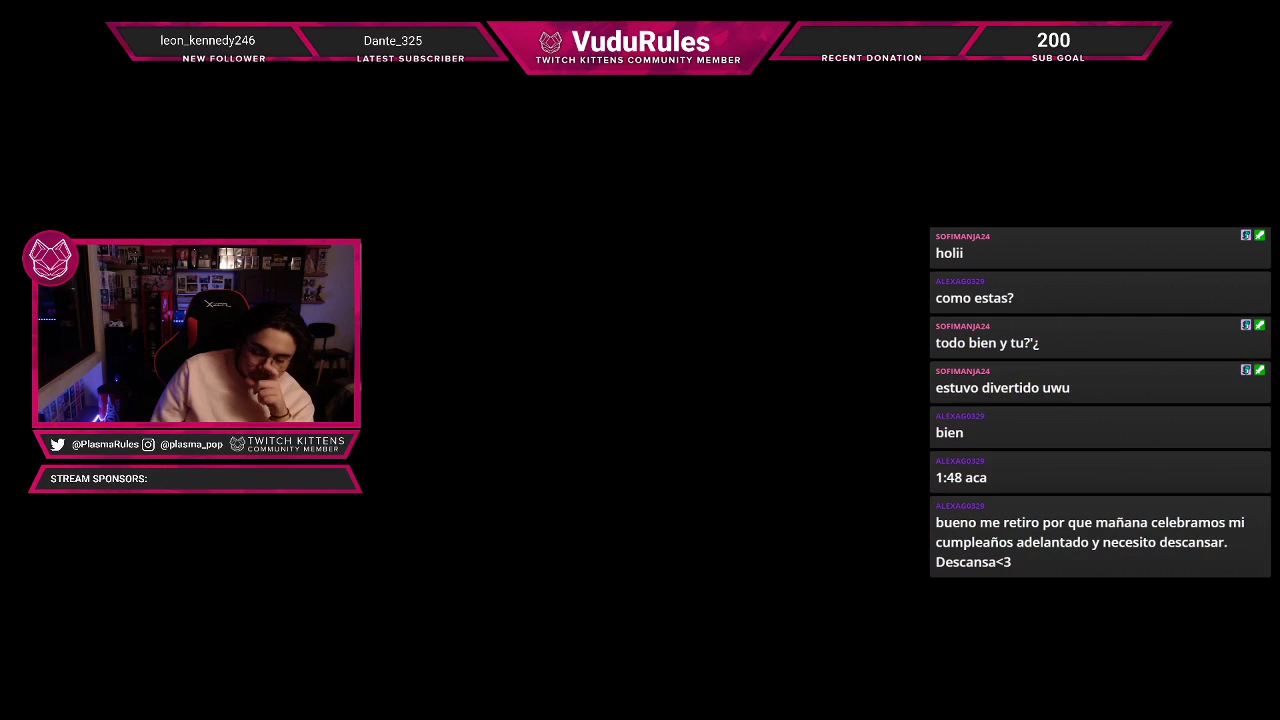 leon_kennedy246
NEW FOLLOWER
Dante_325
LATEST SUBSCRIBER
VuduRules
TWITCH KITTENS COMMUNITY MEMBER
RECENT DONATION
200
SUB GOAL
@PlasmaRules
@plasma_pop
TWITCH KITTENS
COMMUNITY MEMBER
STREAM SPONSORS:
SOFIMANJA24
holii
ALEXAG0329
como estas?
SOFIMANJA24
todo bien y tu?'¿
SOFIMANJA24
estuvo divertido uwu
ALEXAG0329
bien
ALEXAG0329
1:48 aca
ALEXAG0329
bueno me retiro por que mañana celebramos mi
cumpleaños adelantado y necesito descansar.
Descansa<3